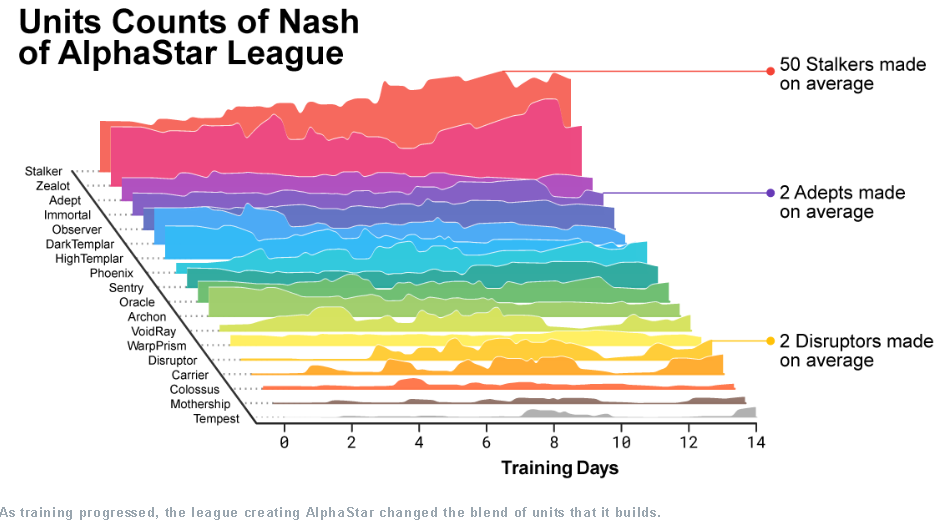 Units Counts of Nash
of AlphaStar League
50 Stalkers made
on average
Stalker
Zealot
Adept
2 Adepts made
on average
Immortal
Observer
DarkTemplar
HighTemplar
Phoenix
Sentry
Oracle
Archon
VoidRay
WarpPrism
2 Disruptors made
on average
Disruptor
Carrier
Colossus
Mothership
Tempest
0 2 4 6 8 10 12 14
Training Days
As training progressed, the league creating AlphaStar changed the blend of units that it builds.